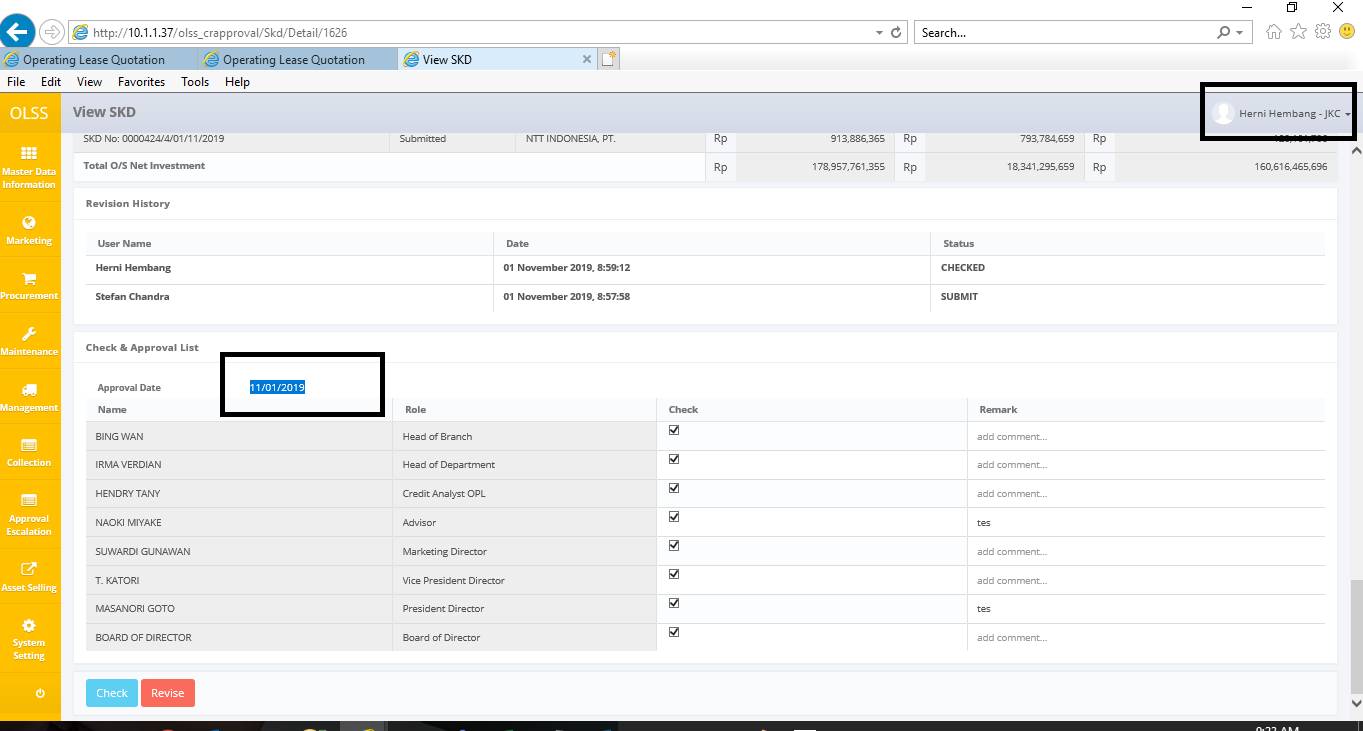 http://10.1.1.37/olss_crapproval/Skd/Detail/1626
Search...
Operating Lease Quotation
Operating Lease Quotation
View SKD
File Edit View Favorites Tools Help
OLSS
View SKD
Herni Hembang - JKC
Master Data Information
Marketing
Procurement
Maintenance
Management
Collection
Approval Escalation
Asset Selling
System Setting
SKD No: 0000424/4/01/11/2019 Submitted NTT INDONESIA, PT. Rp 913,886,365 Rp 793,784,659 Rp
Total O/S Net Investment Rp 178,957,761,355 Rp 18,341,295,659 Rp 160,616,465,696
Revision History
User Name Date Status
Herni Hembang 01 November 2019, 8:59:12 CHECKED
Stefan Chandra 01 November 2019, 8:57:58 SUBMIT
Check & Approval List
Approval Date 11/01/2019
Name Role Check Remark
BING WAN Head of Branch add comment...
IRMA VERDIAN Head of Department add comment...
HENDRY TANY Credit Analyst OPL add comment...
NAOKI MIYAKE Advisor tes
SUWARDI GUNAWAN Marketing Director add comment...
T. KATORI Vice President Director add comment...
MASANORI GOTO President Director tes
BOARD OF DIRECTOR Board of Director add comment...
Check Revise